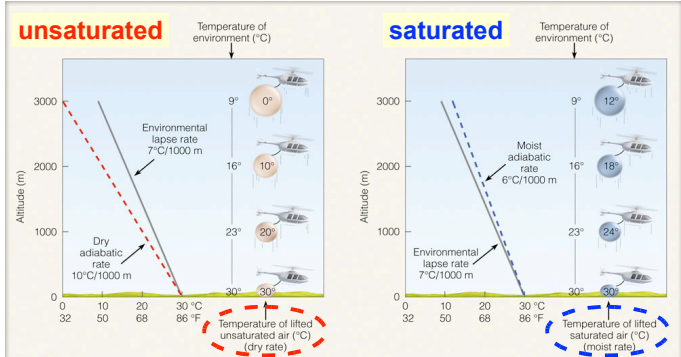 unsaturated
Temperature of
environment (°C)
3000
2000
1000
0
Altitude (m)
Environmental
lapse rate
7°C/1000 m
Dry
adiabatic
rate
10°C/1000 m
9°
16°
23°
30°
0°
10°
20°
30°
0 10 20 30 °C
32 50 68 86 °F
Temperature of lifted
unsaturated air (°C)
(dry rate)
saturated
Temperature of
environment (°C)
3000
2000
1000
0
Altitude (m)
Moist
adiabatic
rate
6°C/1000 m
Environmental
lapse rate
7°C/1000 m
9°
16°
23°
30°
12°
18°
24°
30°
0 10 20 30 °C
32 50 68 86 °F
Temperature of lifted
saturated air (°C)
(moist rate)